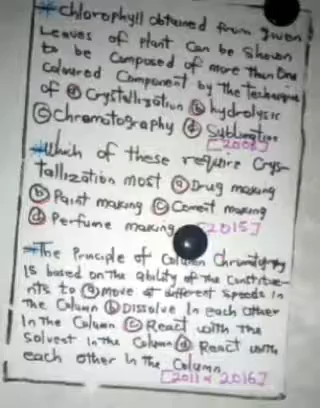 * Chlorophyll obtained from given
Leaves of Plant Can be Shown
to be Composed of more than One
Coloured Component by the Technique
of ⓐ Crystallization ⓑ hydrolysis
ⓒ Chromatography ⓓ Sublimation
[2008]
* Which of these require Crys-
tallization most ⓐ Drug making
ⓑ Paint making ⓒ Cement making
ⓓ Perfume making [2015]
* The Principle of Column
Is based on the ability of the Constitue-
nts to ⓐ move at different Speeds in
the Column ⓑ Dissolve In each other
In the Column ⓒ React with the
Solvent in the Column ⓓ React with
each other In the Column
[2011 2016]